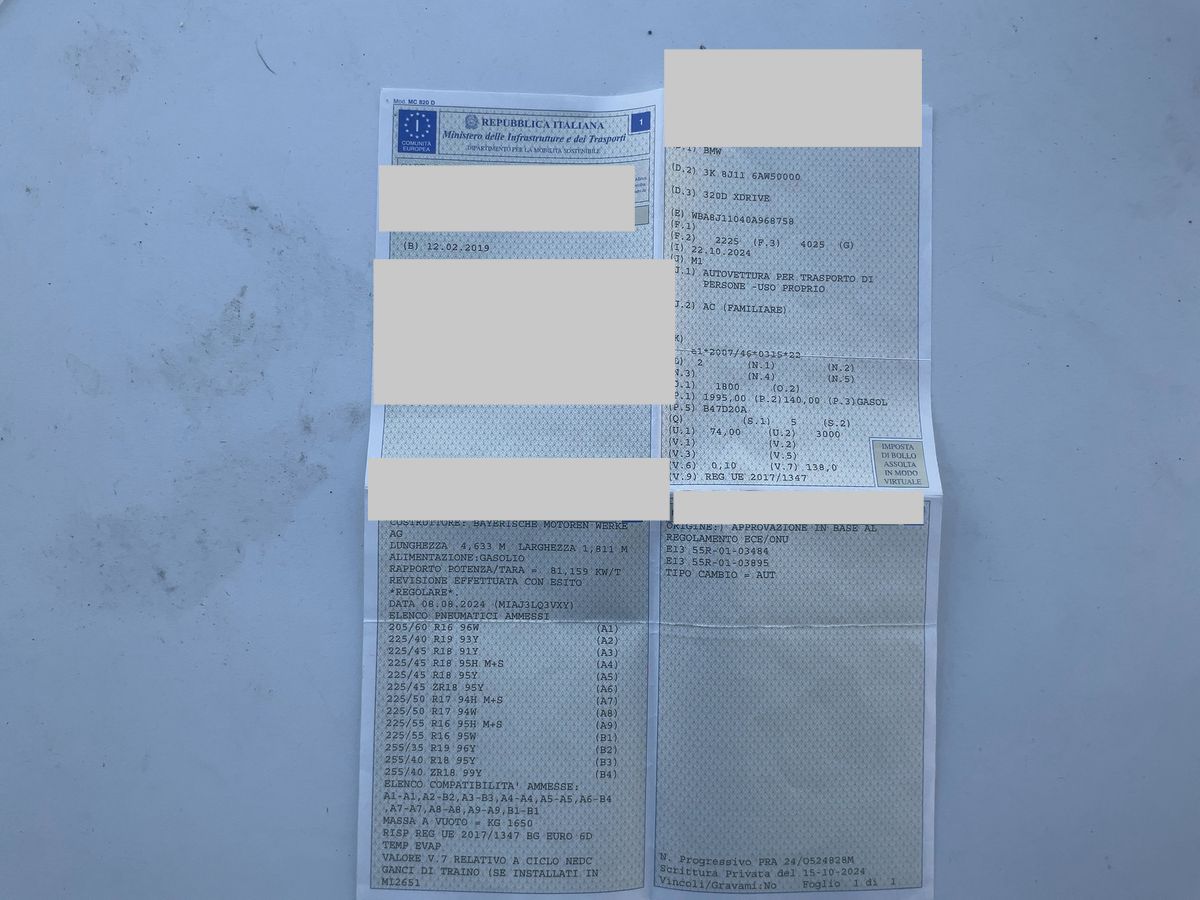 Mod. MC 820 D
COMUNITÀ
EUROPEA
I
REPUBBLICA ITALIANA
Ministero delle Infrastrutture e dei Trasporti
DIPARTIMENTO PER LA MOBILITÀ SOSTENIBILE
1
(B) 12.02.2019
BMW
(D.2) 3K 8J11 6AW50000
(D.3) 320D XDRIVE
(E) WBA8J11040A968758
(F.1)
(F.2) 2225 (F.3) 4025 (G)
(I) 22.10.2024
(J) M1
J.1) AUTOVETTURA PER TRASPORTO DI
PERSONE -USO PROPRIO
J.2) AC (FAMILIARE)
K)
e1*2007/46*0315*22
2 (N.1) (N.2)
N.3) (N.4) (N.5)
O.1) 1800 (O.2)
P.1) 1995,00 (P.2)140,00 (P.3)GASOL
(P.5) B47D20A
(Q) (S.1) 5 (S.2)
(U.1) 74,00 (U.2) 3000
(V.1) (V.2)
(V.3) (V.5)
(V.6) 0,10 (V.7) 138,0
(V.9) REG UE 2017/1347
IMPOSTA
DI BOLLO
ASSOLTA
IN MODO
VIRTUALE
COSTRUTTORE: BAYERISCHE MOTOREN WERKE
AG
LUNGHEZZA 4,633 M LARGHEZZA 1,811 M
ALIMENTAZIONE:GASOLIO
RAPPORTO POTENZA/TARA = 81,159 KW/T
REVISIONE EFFETTUATA CON ESITO
*REGOLARE*.
DATA 08.08.2024 (MIAJ3LQ3VXY)
ELENCO PNEUMATICI AMMESSI
205/60 R16 96W (A1)
225/40 R19 93Y (A2)
225/45 R18 91Y (A3)
225/45 R18 95H M+S (A4)
225/45 R18 95Y (A5)
225/45 ZR18 95Y (A6)
225/50 R17 94H M+S (A7)
225/50 R17 94W (A8)
225/55 R16 95H M+S (A9)
225/55 R16 95W (B1)
255/35 R19 96Y (B2)
255/40 R18 95Y (B3)
255/40 ZR18 99Y (B4)
ELENCO COMPATIBILITA' AMMESSE:
A1-A1,A2-B2,A3-B3,A4-A4,A5-A5,A6-B4
,A7-A7,A8-A8,A9-A9,B1-B1
MASSA A VUOTO = KG 1650
RISP REG UE 2017/1347 BG EURO 6D
TEMP EVAP
VALORE V.7 RELATIVO A CICLO NEDC
GANCI DI TRAINO (SE INSTALLATI IN
MI2651
ORIGINE:) APPROVAZIONE IN BASE AL
REGOLAMENTO ECE/ONU
E13 55R-01-03484
E13 55R-01-03895
TIPO CAMBIO = AUT
N. Progressivo PRA 24/O524828M
Scrittura Privata del 15-10-2024
Vincoli/Gravami:No Foglio 1 di 1